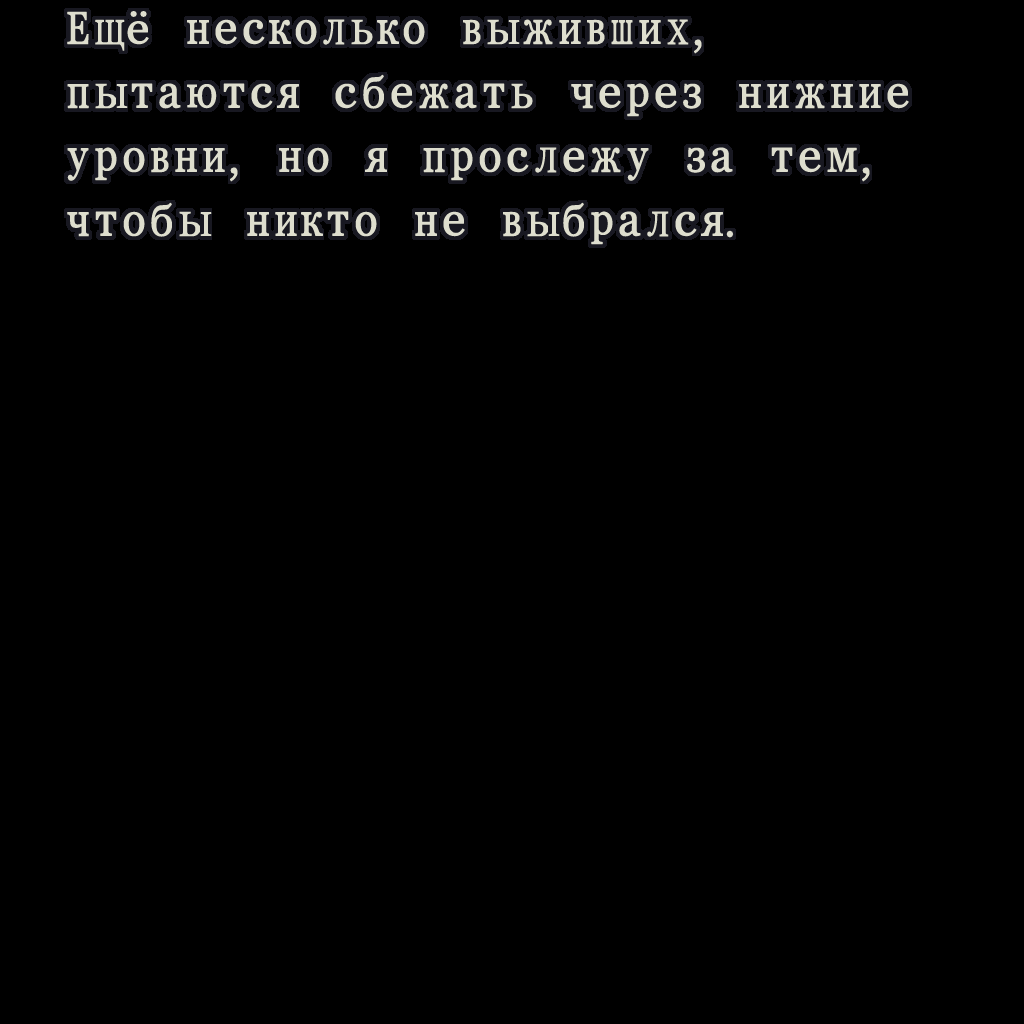 Ещё несколько выживших,
пытаются сбежать через нижние
уровни, но я прослежу за тем,
чтобы никто не выбрался.